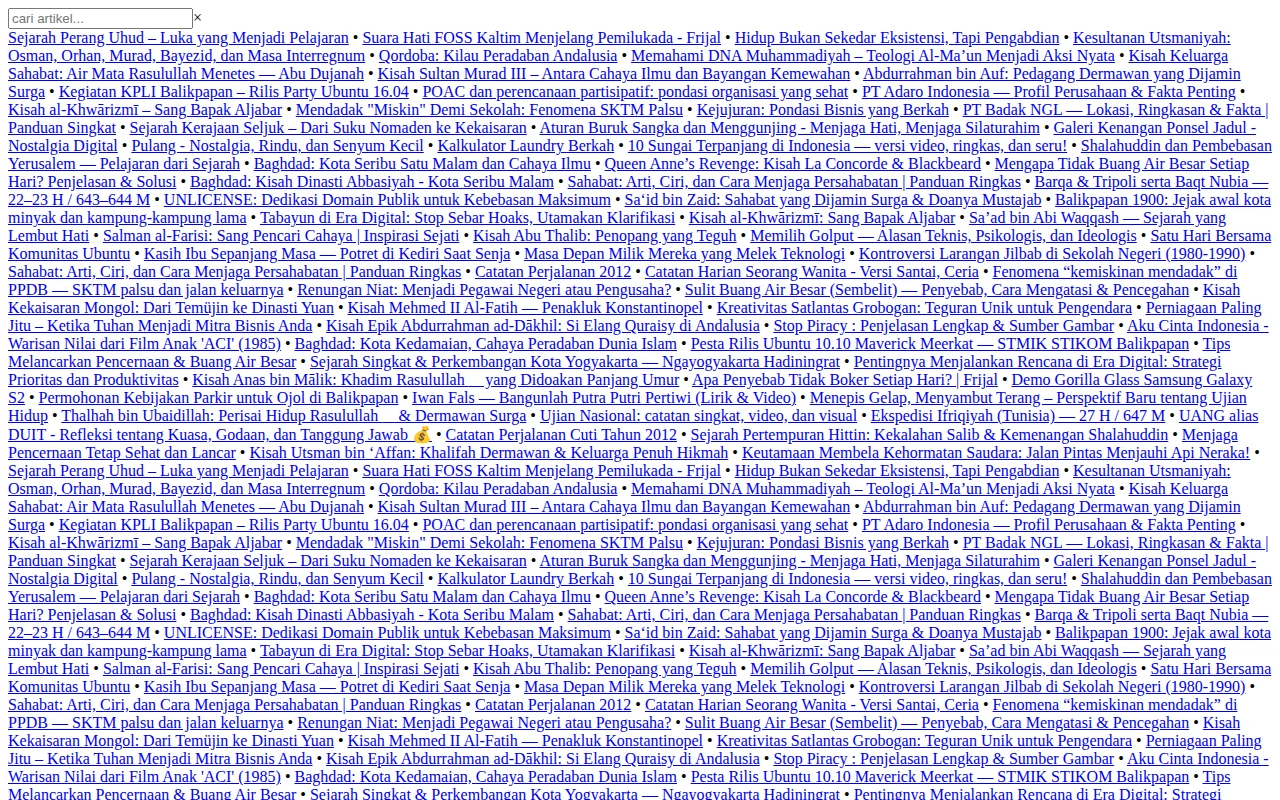 cari artikel... ×
Sejarah Perang Uhud – Luka yang Menjadi Pelajaran • Suara Hati FOSS Kaltim Menjelang Pemilukada - Frijal • Hidup Bukan Sekedar Eksistensi, Tapi Pengabdian • Kesultanan Utsmaniyah:
Osman, Orhan, Murad, Bayezid, dan Masa Interregnum • Qordoba: Kilau Peradaban Andalusia • Memahami DNA Muhammadiyah – Teologi Al-Ma’un Menjadi Aksi Nyata • Kisah Keluarga
Sahabat: Air Mata Rasulullah Menetes — Abu Dujanah • Kisah Sultan Murad III – Antara Cahaya Ilmu dan Bayangan Kemewahan • Abdurrahman bin Auf: Pedagang Dermawan yang Dijamin
Surga • Kegiatan KPLI Balikpapan – Rilis Party Ubuntu 16.04 • POAC dan perencanaan partisipatif: pondasi organisasi yang sehat • PT Adaro Indonesia — Profil Perusahaan & Fakta Penting •
Kisah al-Khwārizmī – Sang Bapak Aljabar • Mendadak "Miskin" Demi Sekolah: Fenomena SKTM Palsu • Kejujuran: Pondasi Bisnis yang Berkah • PT Badak NGL — Lokasi, Ringkasan & Fakta |
Panduan Singkat • Sejarah Kerajaan Seljuk – Dari Suku Nomaden ke Kekaisaran • Aturan Buruk Sangka dan Menggunjing - Menjaga Hati, Menjaga Silaturahim • Galeri Kenangan Ponsel Jadul -
Nostalgia Digital • Pulang - Nostalgia, Rindu, dan Senyum Kecil • Kalkulator Laundry Berkah • 10 Sungai Terpanjang di Indonesia — versi video, ringkas, dan seru! • Shalahuddin dan Pembebasan
Yerusalem — Pelajaran dari Sejarah • Baghdad: Kota Seribu Satu Malam dan Cahaya Ilmu • Queen Anne’s Revenge: Kisah La Concorde & Blackbeard • Mengapa Tidak Buang Air Besar Setiap
Hari? Penjelasan & Solusi • Baghdad: Kisah Dinasti Abbasiyah - Kota Seribu Malam • Sahabat: Arti, Ciri, dan Cara Menjaga Persahabatan | Panduan Ringkas • Barqa & Tripoli serta Baqt Nubia —
22–23 H / 643–644 M • UNLICENSE: Dedikasi Domain Publik untuk Kebebasan Maksimum • Sa‘id bin Zaid: Sahabat yang Dijamin Surga & Doanya Mustajab • Balikpapan 1900: Jejak awal kota
minyak dan kampung-kampung lama • Tabayun di Era Digital: Stop Sebar Hoaks, Utamakan Klarifikasi • Kisah al-Khwārizmī: Sang Bapak Aljabar • Sa’ad bin Abi Waqqash — Sejarah yang
Lembut Hati • Salman al-Farisi: Sang Pencari Cahaya | Inspirasi Sejati • Kisah Abu Thalib: Penopang yang Teguh • Memilih Golput — Alasan Teknis, Psikologis, dan Ideologis • Satu Hari Bersama
Komunitas Ubuntu • Kasih Ibu Sepanjang Masa — Potret di Kediri Saat Senja • Masa Depan Milik Mereka yang Melek Teknologi • Kontroversi Larangan Jilbab di Sekolah Negeri (1980-1990) •
Sahabat: Arti, Ciri, dan Cara Menjaga Persahabatan | Panduan Ringkas • Catatan Perjalanan 2012 • Catatan Harian Seorang Wanita - Versi Santai, Ceria • Fenomena “kemiskinan mendadak” di
PPDB — SKTM palsu dan jalan keluarnya • Renungan Niat: Menjadi Pegawai Negeri atau Pengusaha? • Sulit Buang Air Besar (Sembelit) — Penyebab, Cara Mengatasi & Pencegahan • Kisah
Kekaisaran Mongol: Dari Temüjin ke Dinasti Yuan • Kisah Mehmed II Al-Fatih — Penakluk Konstantinopel • Kreativitas Satlantas Grobogan: Teguran Unik untuk Pengendara • Perniagaan Paling
Jitu – Ketika Tuhan Menjadi Mitra Bisnis Anda • Kisah Epik Abdurrahman ad-Dākhil: Si Elang Quraisy di Andalusia • Stop Piracy : Penjelasan Lengkap & Sumber Gambar • Aku Cinta Indonesia -
Warisan Nilai dari Film Anak 'ACI' (1985) • Baghdad: Kota Kedamaian, Cahaya Peradaban Dunia Islam • Pesta Rilis Ubuntu 10.10 Maverick Meerkat — STMIK STIKOM Balikpapan • Tips
Melancarkan Pencernaan & Buang Air Besar • Sejarah Singkat & Perkembangan Kota Yogyakarta — Ngayogyakarta Hadiningrat • Pentingnya Menjalankan Rencana di Era Digital: Strategi
Prioritas dan Produktivitas • Kisah Anas bin Mālik: Khadim Rasulullah yang Didoakan Panjang Umur • Apa Penyebab Tidak Boker Setiap Hari? | Frijal • Demo Gorilla Glass Samsung Galaxy
S2 • Permohonan Kebijakan Parkir untuk Ojol di Balikpapan • Iwan Fals — Bangunlah Putra Putri Pertiwi (Lirik & Video) • Menepis Gelap, Menyambut Terang – Perspektif Baru tentang Ujian
Hidup • Thalhah bin Ubaidillah: Perisai Hidup Rasulullah & Dermawan Surga • Ujian Nasional: catatan singkat, video, dan visual • Ekspedisi Ifriqiyah (Tunisia) — 27 H / 647 M • UANG alias
DUIT - Refleksi tentang Kuasa, Godaan, dan Tanggung Jawab 💰 • Catatan Perjalanan Cuti Tahun 2012 • Sejarah Pertempuran Hittin: Kekalahan Salib & Kemenangan Shalahuddin • Menjaga
Pencernaan Tetap Sehat dan Lancar • Kisah Utsman bin ‘Affan: Khalifah Dermawan & Keluarga Penuh Hikmah • Keutamaan Membela Kehormatan Saudara: Jalan Pintas Menjauhi Api Neraka! •
Sejarah Perang Uhud – Luka yang Menjadi Pelajaran • Suara Hati FOSS Kaltim Menjelang Pemilukada - Frijal • Hidup Bukan Sekedar Eksistensi, Tapi Pengabdian • Kesultanan Utsmaniyah:
Osman, Orhan, Murad, Bayezid, dan Masa Interregnum • Qordoba: Kilau Peradaban Andalusia • Memahami DNA Muhammadiyah – Teologi Al-Ma’un Menjadi Aksi Nyata • Kisah Keluarga
Sahabat: Air Mata Rasulullah Menetes — Abu Dujanah • Kisah Sultan Murad III – Antara Cahaya Ilmu dan Bayangan Kemewahan • Abdurrahman bin Auf: Pedagang Dermawan yang Dijamin
Surga • Kegiatan KPLI Balikpapan – Rilis Party Ubuntu 16.04 • POAC dan perencanaan partisipatif: pondasi organisasi yang sehat • PT Adaro Indonesia — Profil Perusahaan & Fakta Penting •
Kisah al-Khwārizmī – Sang Bapak Aljabar • Mendadak "Miskin" Demi Sekolah: Fenomena SKTM Palsu • Kejujuran: Pondasi Bisnis yang Berkah • PT Badak NGL — Lokasi, Ringkasan & Fakta |
Panduan Singkat • Sejarah Kerajaan Seljuk – Dari Suku Nomaden ke Kekaisaran • Aturan Buruk Sangka dan Menggunjing - Menjaga Hati, Menjaga Silaturahim • Galeri Kenangan Ponsel Jadul -
Nostalgia Digital • Pulang - Nostalgia, Rindu, dan Senyum Kecil • Kalkulator Laundry Berkah • 10 Sungai Terpanjang di Indonesia — versi video, ringkas, dan seru! • Shalahuddin dan Pembebasan
Yerusalem — Pelajaran dari Sejarah • Baghdad: Kota Seribu Satu Malam dan Cahaya Ilmu • Queen Anne’s Revenge: Kisah La Concorde & Blackbeard • Mengapa Tidak Buang Air Besar Setiap
Hari? Penjelasan & Solusi • Baghdad: Kisah Dinasti Abbasiyah - Kota Seribu Malam • Sahabat: Arti, Ciri, dan Cara Menjaga Persahabatan | Panduan Ringkas • Barqa & Tripoli serta Baqt Nubia —
22–23 H / 643–644 M • UNLICENSE: Dedikasi Domain Publik untuk Kebebasan Maksimum • Sa‘id bin Zaid: Sahabat yang Dijamin Surga & Doanya Mustajab • Balikpapan 1900: Jejak awal kota
minyak dan kampung-kampung lama • Tabayun di Era Digital: Stop Sebar Hoaks, Utamakan Klarifikasi • Kisah al-Khwārizmī: Sang Bapak Aljabar • Sa’ad bin Abi Waqqash — Sejarah yang
Lembut Hati • Salman al-Farisi: Sang Pencari Cahaya | Inspirasi Sejati • Kisah Abu Thalib: Penopang yang Teguh • Memilih Golput — Alasan Teknis, Psikologis, dan Ideologis • Satu Hari Bersama
Komunitas Ubuntu • Kasih Ibu Sepanjang Masa — Potret di Kediri Saat Senja • Masa Depan Milik Mereka yang Melek Teknologi • Kontroversi Larangan Jilbab di Sekolah Negeri (1980-1990) •
Sahabat: Arti, Ciri, dan Cara Menjaga Persahabatan | Panduan Ringkas • Catatan Perjalanan 2012 • Catatan Harian Seorang Wanita - Versi Santai, Ceria • Fenomena “kemiskinan mendadak” di
PPDB — SKTM palsu dan jalan keluarnya • Renungan Niat: Menjadi Pegawai Negeri atau Pengusaha? • Sulit Buang Air Besar (Sembelit) — Penyebab, Cara Mengatasi & Pencegahan • Kisah
Kekaisaran Mongol: Dari Temüjin ke Dinasti Yuan • Kisah Mehmed II Al-Fatih — Penakluk Konstantinopel • Kreativitas Satlantas Grobogan: Teguran Unik untuk Pengendara • Perniagaan Paling
Jitu – Ketika Tuhan Menjadi Mitra Bisnis Anda • Kisah Epik Abdurrahman ad-Dākhil: Si Elang Quraisy di Andalusia • Stop Piracy : Penjelasan Lengkap & Sumber Gambar • Aku Cinta Indonesia -
Warisan Nilai dari Film Anak 'ACI' (1985) • Baghdad: Kota Kedamaian, Cahaya Peradaban Dunia Islam • Pesta Rilis Ubuntu 10.10 Maverick Meerkat — STMIK STIKOM Balikpapan • Tips
Melancarkan Pencernaan & Buang Air Besar • Sejarah Singkat & Perkembangan Kota Yogyakarta — Ngayogyakarta Hadiningrat • Pentingnya Menjalankan Rencana di Era Digital: Strategi